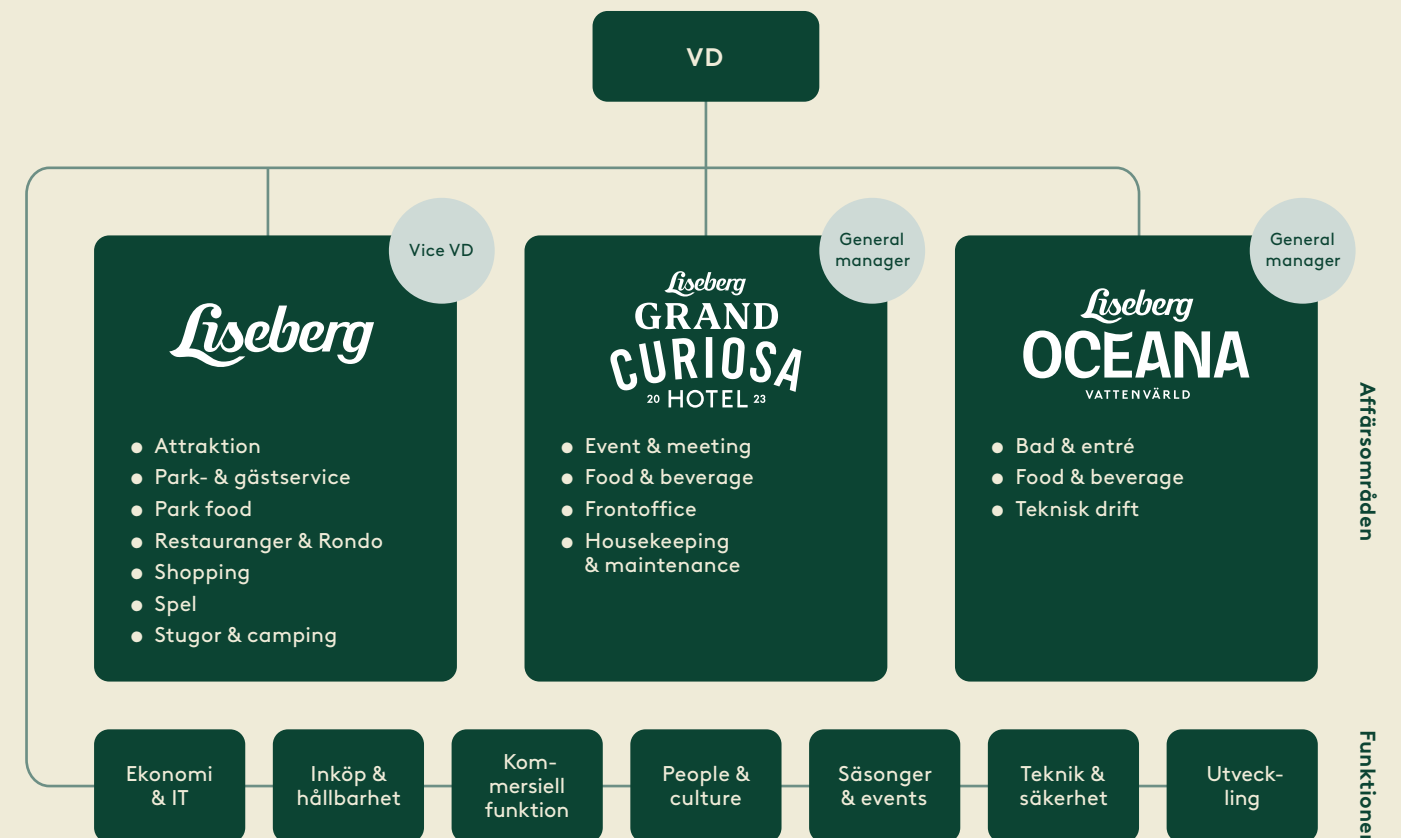 VD
Vice VD
Liseberg
Attraktion
Park- & gästservice
Park food
Restauranger & Rondo
Shopping
Spel
Stugor & camping
General
manager
Liseberg
GRAND
CURIOSA
20 HOTEL 23
Event & meeting
Food & beverage
Frontoffice
Housekeeping
& maintenance
General
manager
Liseberg
OCEANA
VATTENVÄRLD
Bad & entré
Food & beverage
Teknisk drift
Affärsområden
Ekonomi
& IT
Inköp &
hållbarhet
Kom-
mersiell
funktion
People &
culture
Säsonger
& events
Teknik &
säkerhet
Utveck-
ling
Funktioner